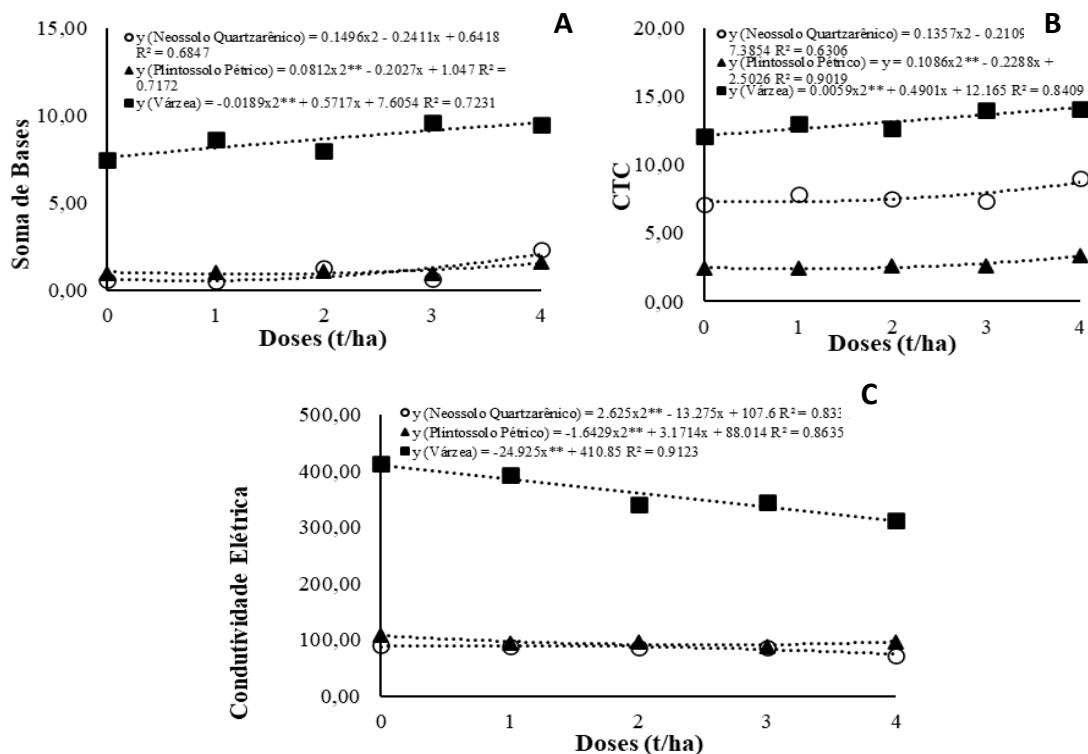 A
15,00
y (Neossolo Quartzarênico) = 0.1496x2 - 0.2411x + 0.6418
R² = 0.6847
y (Plintossolo Pétrico) = 0.0812x2** - 0.2027x + 1.047 R² =
0.7172
y (Várzea) = -0.0189x2** + 0.5717x + 7.6054 R² = 0.7231
10,00
5,00
0,00
Soma de Bases
0 1 2 3 4
Doses (t/ha)
B
20,00
y (Neossolo Quartzarênico) = 0.1357x2 - 0.2109
7.3854 R² = 0.6306
y (Plintossolo Pétrico) = y = 0.1086x2** - 0.2288x +
2.5026 R² = 0.9019
y (Várzea) = 0.0059x2** + 0.4901x + 12.165 R² = 0.8409
15,00
10,00
5,00
0,00
CTC
0 1 2 3 4
Doses (t/ha)
C
500,00
y (Neossolo Quartzarênico) = 2.625x2** - 13.275x + 107.6 R² = 0.833
y (Plintossolo Pétrico) = -1.6429x2** + 3.1714x + 88.014 R² = 0.8635
y (Várzea) = -24.925x** + 410.85 R² = 0.9123
400,00
300,00
200,00
100,00
0,00
Condutividade Elétrica
0 1 2 3 4
Doses (t/ha)